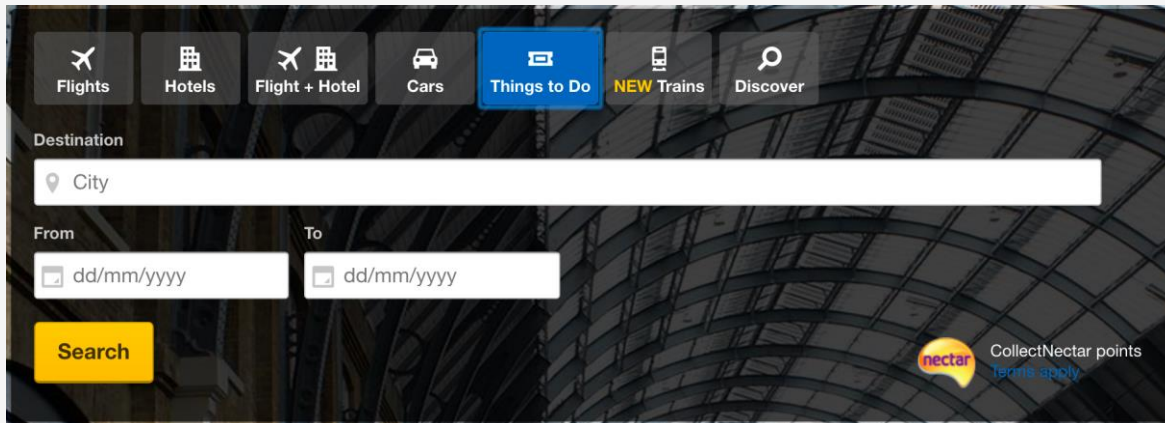 Flights
Hotels
Flight + Hotel
Cars
Things to Do
NEW Trains
Discover
Destination
City
From
To
dd/mm/yyyy
dd/mm/yyyy
Search
nectar
CollectNectar points
Terms apply